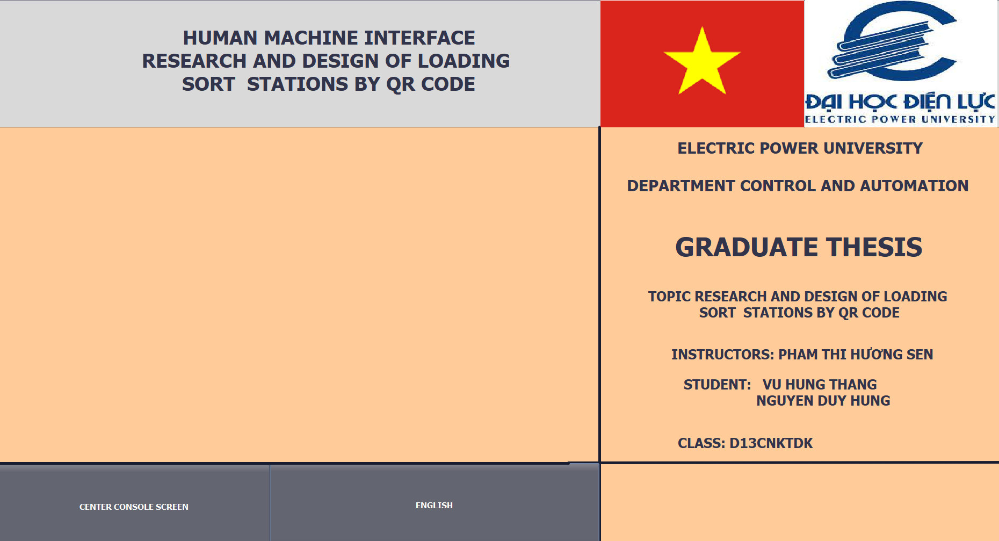 HUMAN MACHINE INTERFACE
RESEARCH AND DESIGN OF LOADING
SORT  STATIONS BY QR CODE
ĐẠI HỌC ĐIỆN LỰC
ELECTRIC POWER UNIVERSITY
ELECTRIC POWER UNIVERSITY
DEPARTMENT CONTROL AND AUTOMATION
GRADUATE THESIS
TOPIC RESEARCH AND DESIGN OF LOADING
SORT  STATIONS BY QR CODE
INSTRUCTORS: PHAM THI HƯƠNG SEN
STUDENT:   VU HUNG THANG
NGUYEN DUY HUNG
CLASS: D13CNKTDK
CENTER CONSOLE SCREEN
ENGLISH